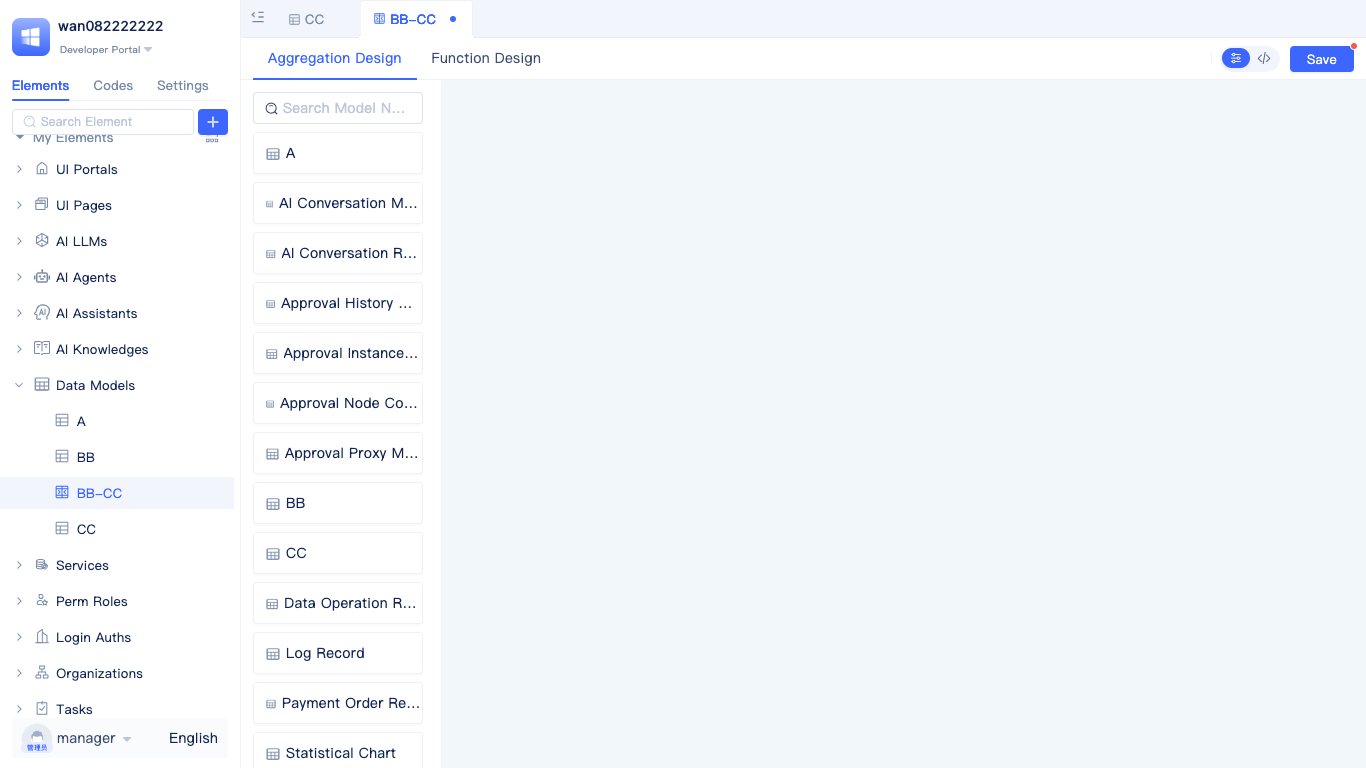 wan082222222
Developer Portal
Elements Codes Settings
Search Element
My Elements
UI Portals
UI Pages
AI LLMs
AI Agents
AI Assistants
AI Knowledges
Data Models
A
BB
BB-CC
CC
Services
Perm Roles
Login Auths
Organizations
Tasks
管理员
manager
English
CC
BB-CC
Aggregation Design
Function Design
Save
Search Model N...
A
AI Conversation M...
AI Conversation R...
Approval History ...
Approval Instance...
Approval Node Co...
Approval Proxy M...
BB
CC
Data Operation R...
Log Record
Payment Order Re...
Statistical Chart